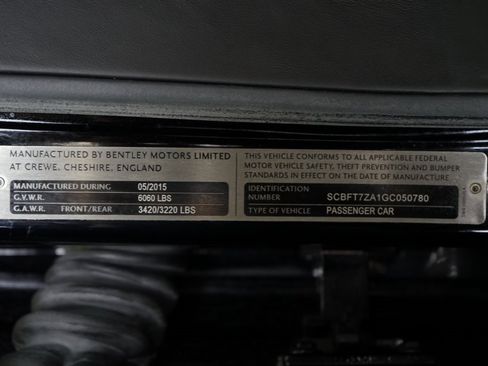 MANUFACTURED BY BENTLEY MOTORS LIMITED
AT CREWE, CHESHIRE, ENGLAND
MANUFACTURED DURING 05/2015
G.V.W.R. 6060 LBS
G.A.W.R. FRONT/REAR 3420/3220 LBS
THIS VEHICLE CONFORMS TO ALL APPLICABLE FEDERAL
MOTOR VEHICLE SAFETY, THEFT PREVENTION AND BUMPER
STANDARDS IN EFFECT ON THE DATE OF MANUFACTURE
IDENTIFICATION
NUMBER SCBFT7ZA1GC050780
TYPE OF VEHICLE PASSENGER CAR